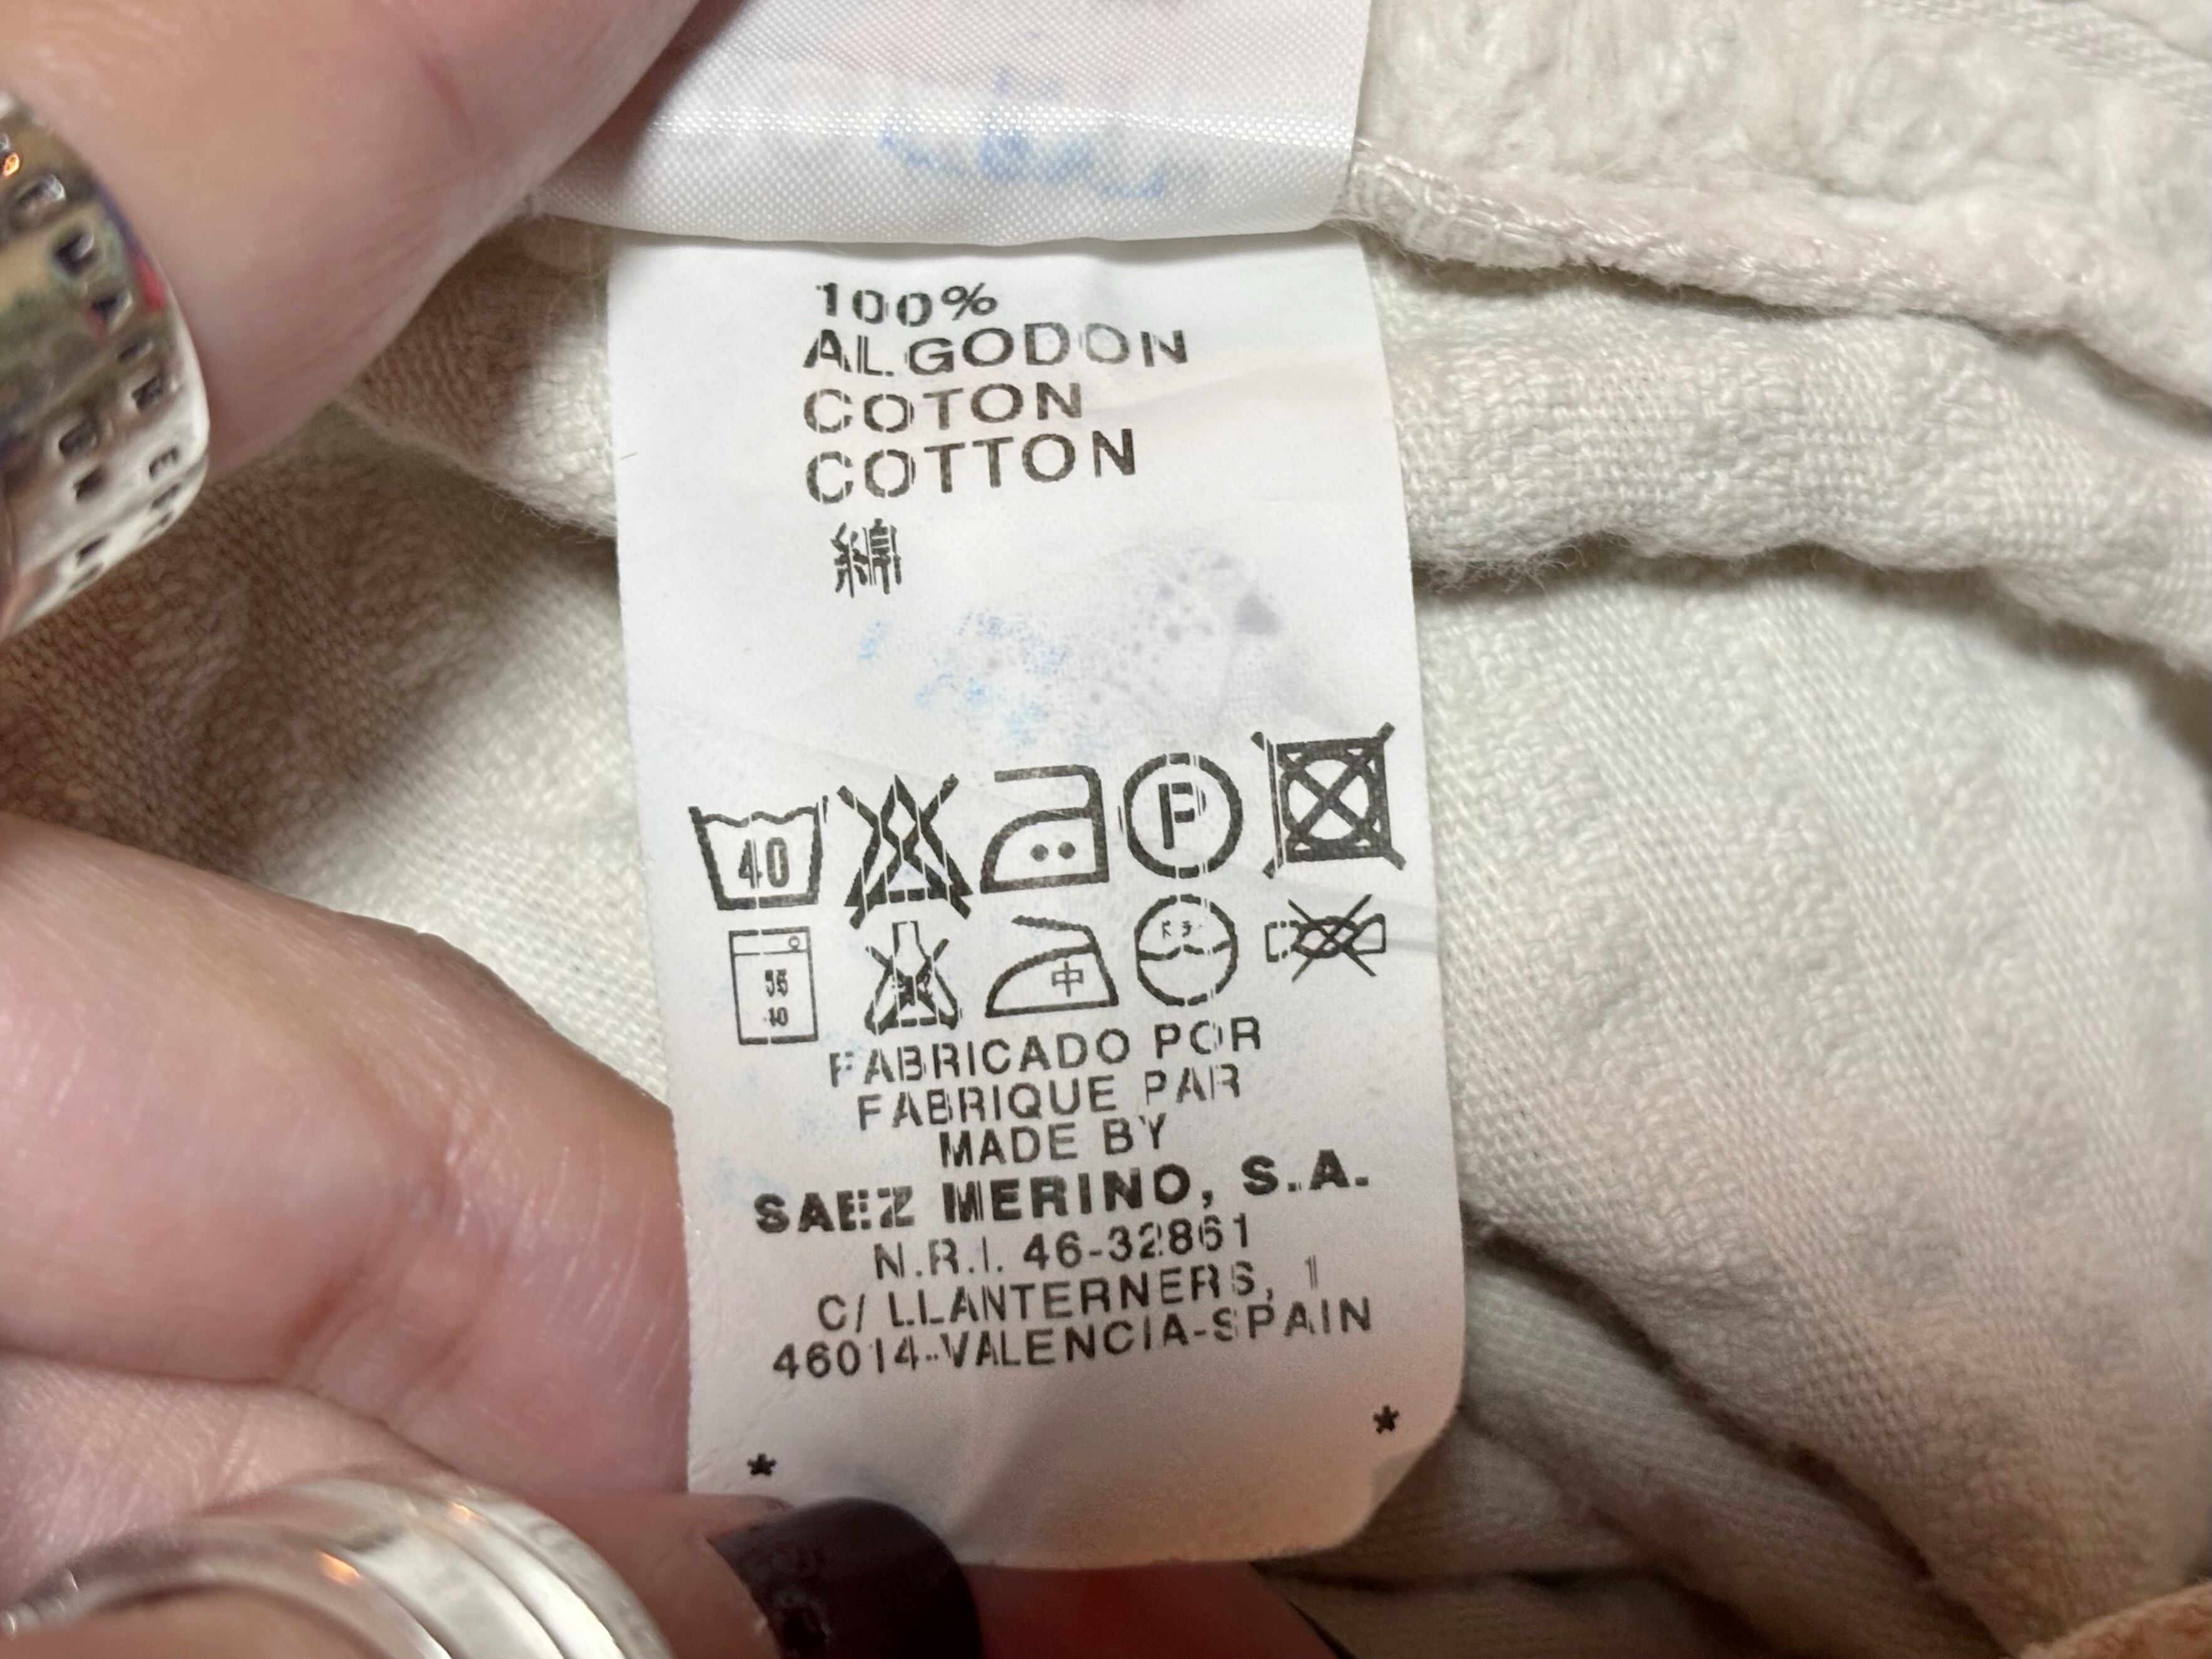 100%
ALGODON
COTON
COTTON
綿
40
P
40
中
FABRICADO POR
FABRIQUE PAR
MADE BY
SAEZ MERINO, S.A.
N.R.I. 46-32861
C/ LLANTERNERS, 1
46014-VALENCIA-SPAIN
* *